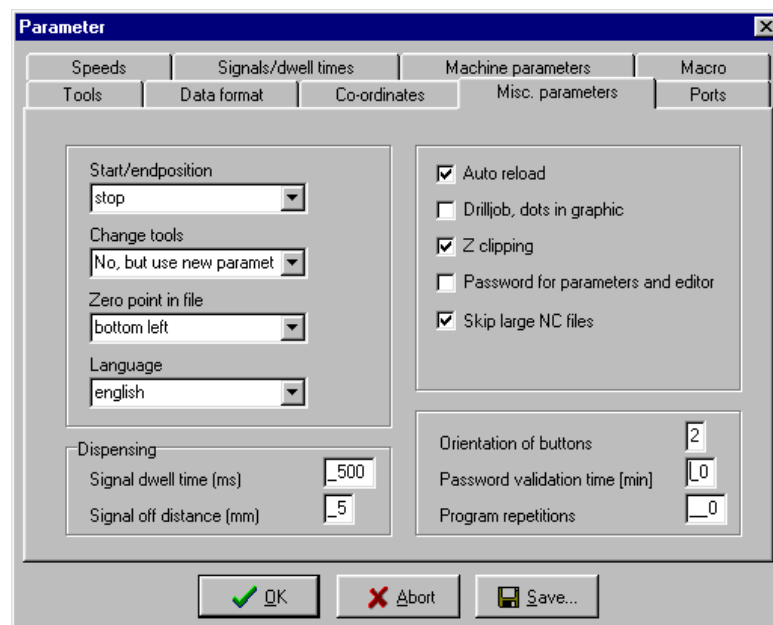 Parameter
Speeds Signals/dwell times Machine parameters Macro
Tools Data format Co-ordinates Misc. parameters Ports
Start/endposition
stop
Change tools
No, but use new paramet
Zero point in file
bottom left
Language
english
Dispensing
Signal dwell time (ms) _500
Signal off distance (mm) _5
Auto reload
Drilljob, dots in graphic
Z clipping
Password for parameters and editor
Skip large NC files
Orientation of buttons 2
Password validation time [min] _0
Program repetitions __0
OK Abort Save...